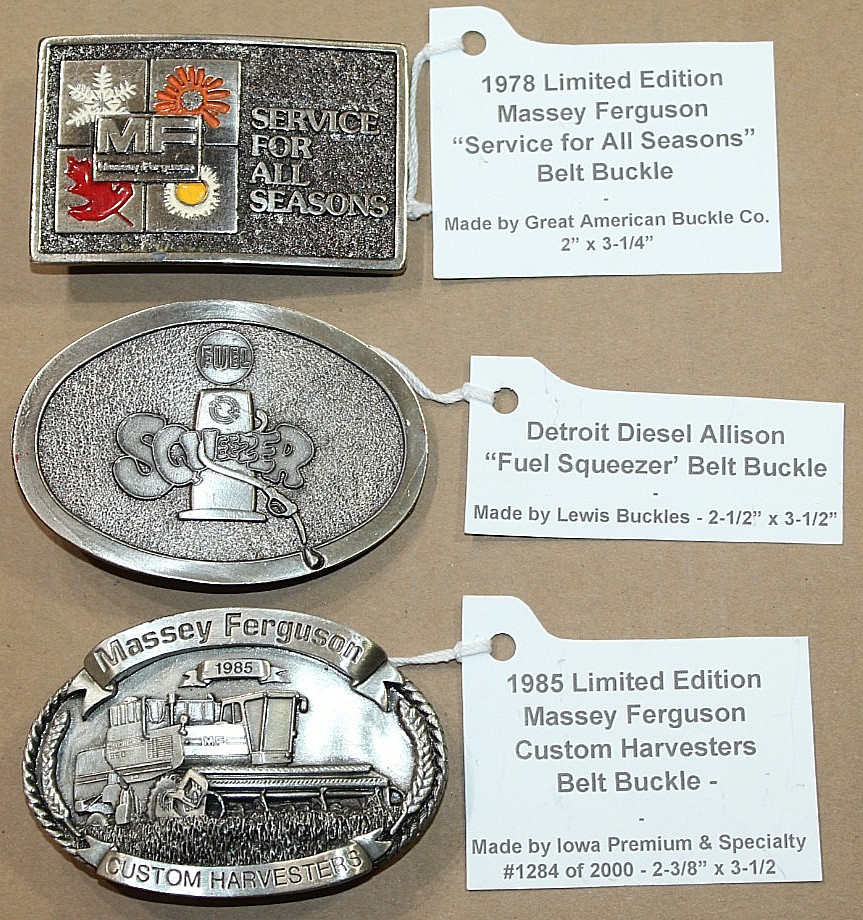 MF
Massey Ferguson
SERVICE
FOR
ALL
SEASONS
1978 Limited Edition
Massey Ferguson
“Service for All Seasons”
Belt Buckle
-
Made by Great American Buckle Co.
2” x 3-1/4”
FUEL
SQUEEZER
Detroit Diesel Allison
“Fuel Squeezer’ Belt Buckle
-
Made by Lewis Buckles - 2-1/2” x 3-1/2”
Massey Ferguson
1985
MF
CUSTOM HARVESTERS
1985 Limited Edition
Massey Ferguson
Custom Harvesters
Belt Buckle -
-
Made by Iowa Premium & Specialty
#1284 of 2000 - 2-3/8” x 3-1/2